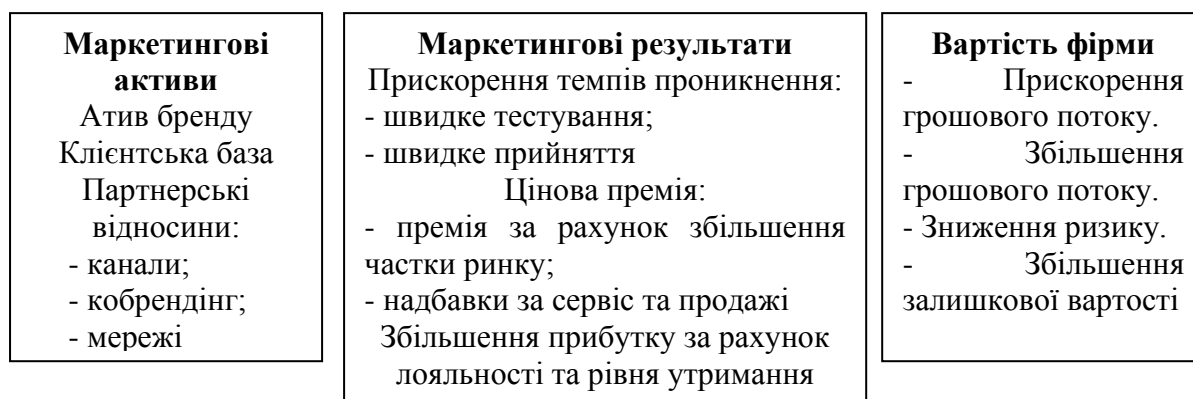 Маркетингові
активи
Атив бренду
Клієнтська база
Партнерські
відносини:
- канали;
- кобрендінг;
- мережі
Маркетингові результати
Прискорення темпів проникнення:
- швидке тестування;
- швидке прийняття
Цінова премія:
- премія за рахунок збільшення
частки ринку;
- надбавки за сервіс та продажі
Збільшення прибутку за рахунок
лояльності та рівня утримання
Вартість фірми
- Прискорення
грошового потоку.
- Збільшення
грошового потоку.
- Зниження ризику.
- Збільшення
залишкової вартості